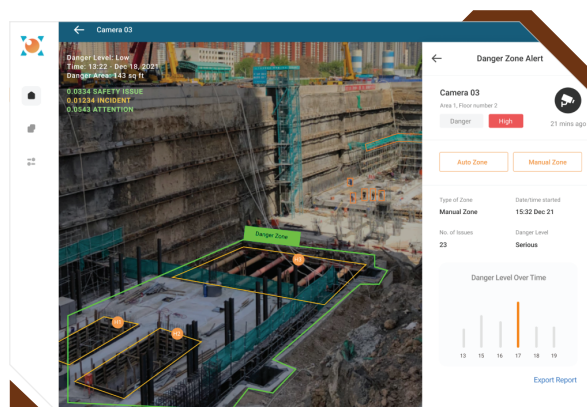 Camera 03
Danger Level: Low
Time: 13:22 - Dec 18, 2021
Danger Area: 143 sq ft
0.0334 SAFETY ISSUE
0.01234 INCIDENT
0.0543 ATTENTION
Danger Zone
H3
H1
H2
Danger Zone Alert
Camera 03
Area 1, Floor number 2
Danger High
21 mins ago
Auto Zone Manual Zone
Type of Zone Date/time started
Manual Zone 15:32 Dec 21
No. of Issues Danger Level
23 Serious
Danger Level Over Time
13 15 16 17 18 19
Export Report